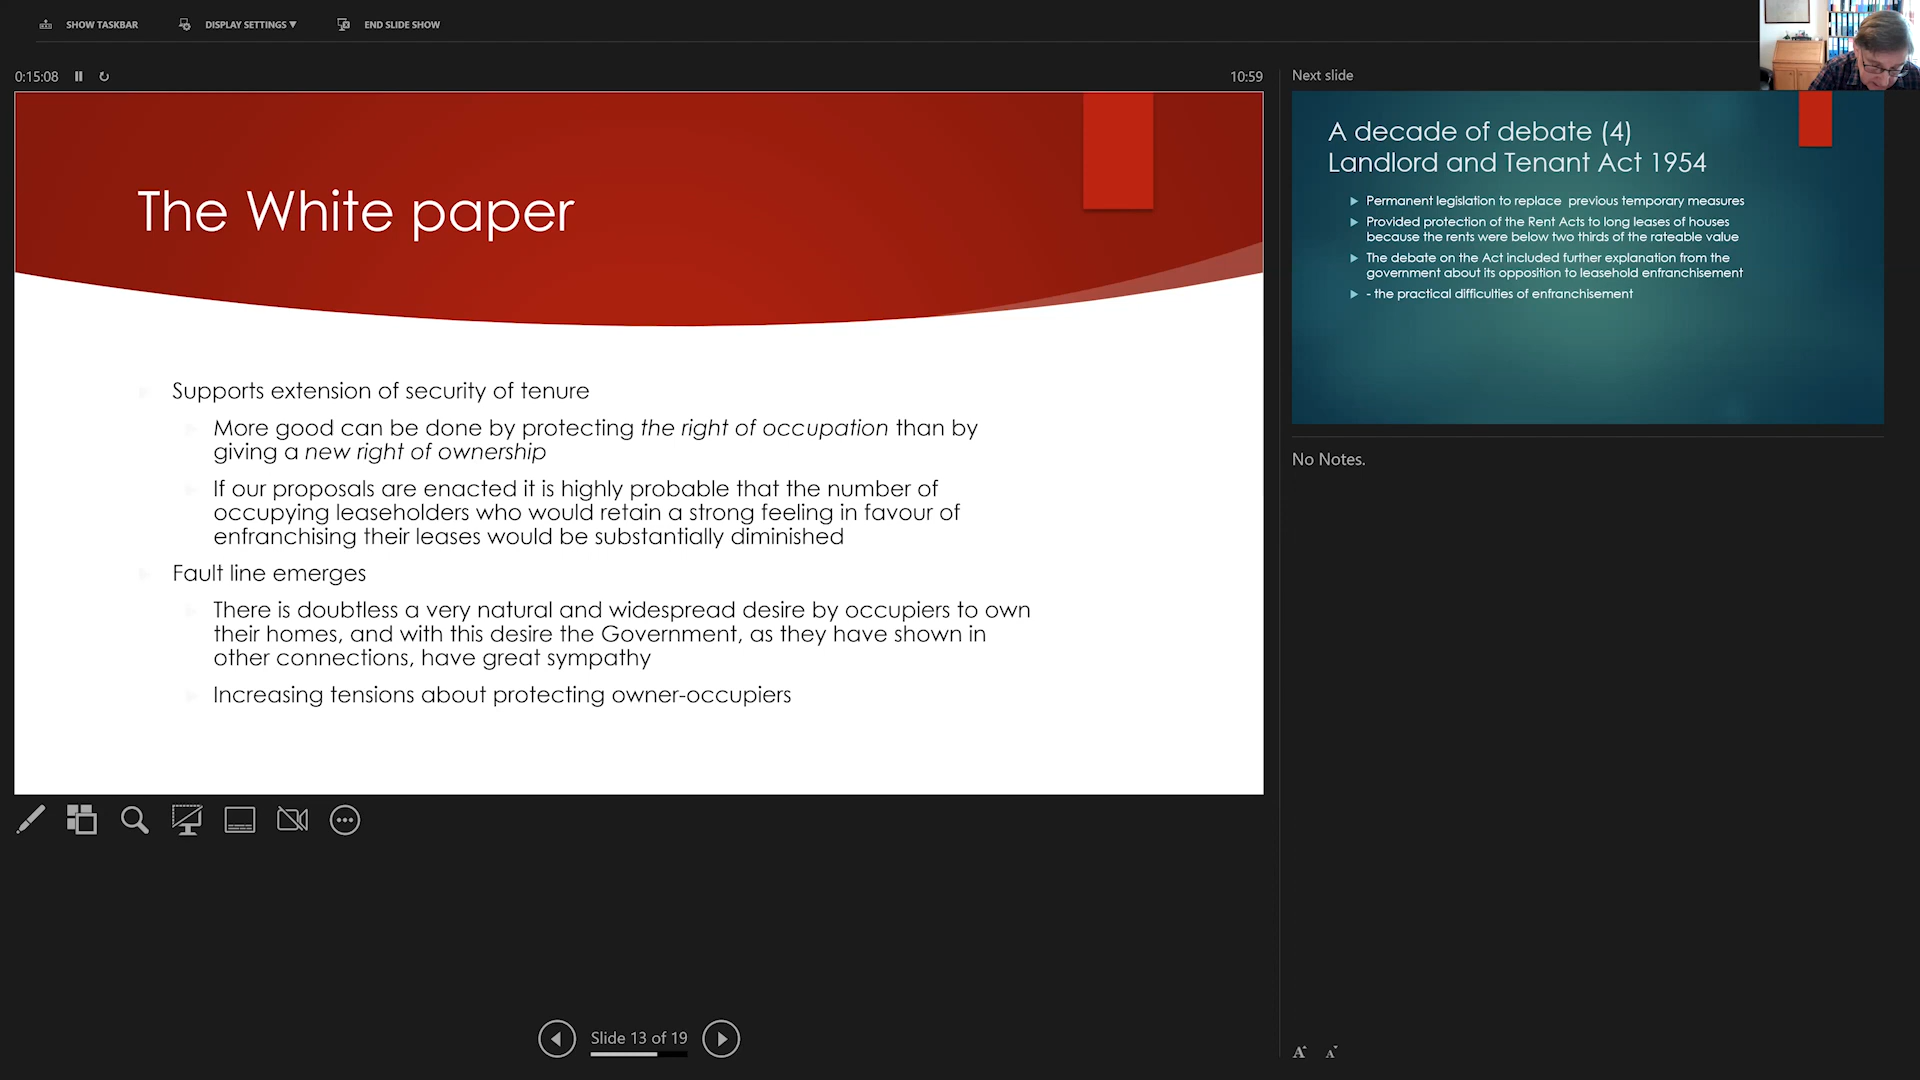 SHOW TASKBAR
DISPLAY SETTINGS ▼
END SLIDE SHOW
0:15:08
10:59
The White paper
Supports extension of security of tenure
More good can be done by protecting the right of occupation than by
giving a new right of ownership
If our proposals are enacted it is highly probable that the number of
occupying leaseholders who would retain a strong feeling in favour of
enfranchising their leases would be substantially diminished
Fault line emerges
There is doubtless a very natural and widespread desire by occupiers to own
their homes, and with this desire the Government, as they have shown in
other connections, have great sympathy
Increasing tensions about protecting owner-occupiers
Slide 13 of 19
Next slide
A decade of debate (4)
Landlord and Tenant Act 1954
Permanent legislation to replace previous temporary measures
Provided protection of the Rent Acts to long leases of houses
because the rents were below two thirds of the rateable value
The debate on the Act included further explanation from the
government about its opposition to leasehold enfranchisement
- the practical difficulties of enfranchisement
No Notes.
A A